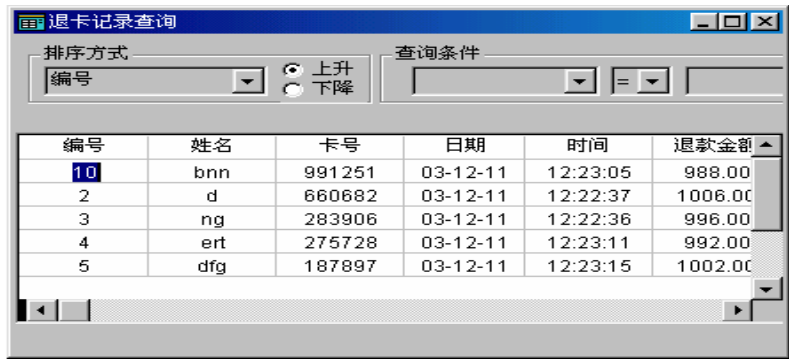 退卡记录查询
排序方式 查询条件
编号 上升 =
下降
编号 姓名 卡号 日期 时间 退款金额
10 bnn 991251 03-12-11 12:23:05 988.00
2 d 660682 03-12-11 12:22:37 1006.00
3 ng 283906 03-12-11 12:22:36 996.00
4 ert 275728 03-12-11 12:23:11 992.00
5 dfg 187897 03-12-11 12:23:15 1002.00